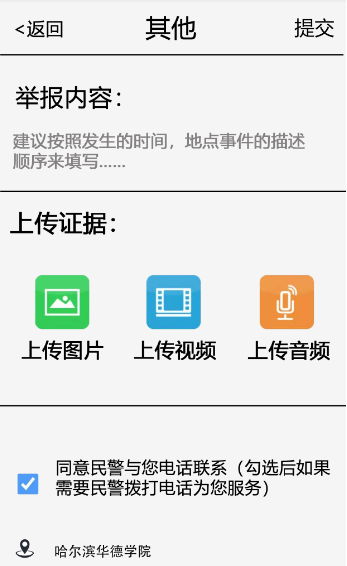 <返回 其他 提交
举报内容：
建议按照发生的时间，地点事件的描述
顺序来填写......
上传证据：
上传图片 上传视频 上传音频
同意民警与您电话联系（勾选后如果
需要民警拨打电话为您服务）
哈尔滨华德学院